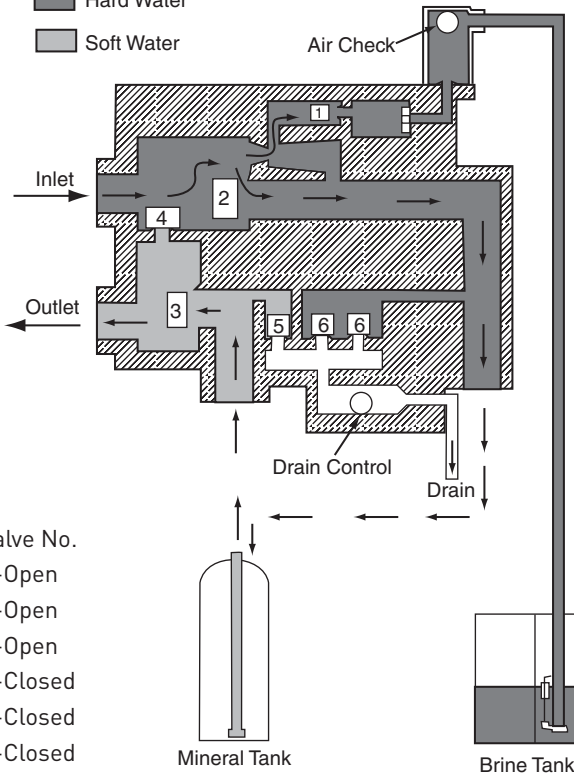 Hard Water
Soft Water
Air Check
1
Inlet
2
4
Outlet
3
5
6
6
Drain Control
Drain
alve No.
-Open
-Open
-Open
-Closed
-Closed
-Closed
Mineral Tank
Brine Tank